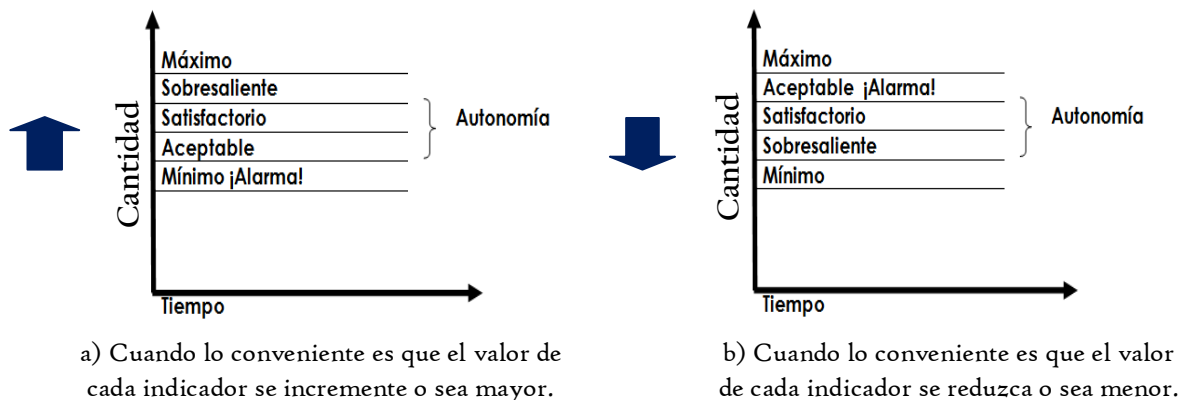 Cantidad
Máximo
Sobresaliente
Satisfactorio
Aceptable
Mínimo ¡Alarma!
Autonomía
Tiempo
a) Cuando lo conveniente es que el valor de
cada indicador se incremente o sea mayor.
Cantidad
Máximo
Aceptable ¡Alarma!
Satisfactorio
Sobresaliente
Mínimo
Autonomía
Tiempo
b) Cuando lo conveniente es que el valor
de cada indicador se reduzca o sea menor.